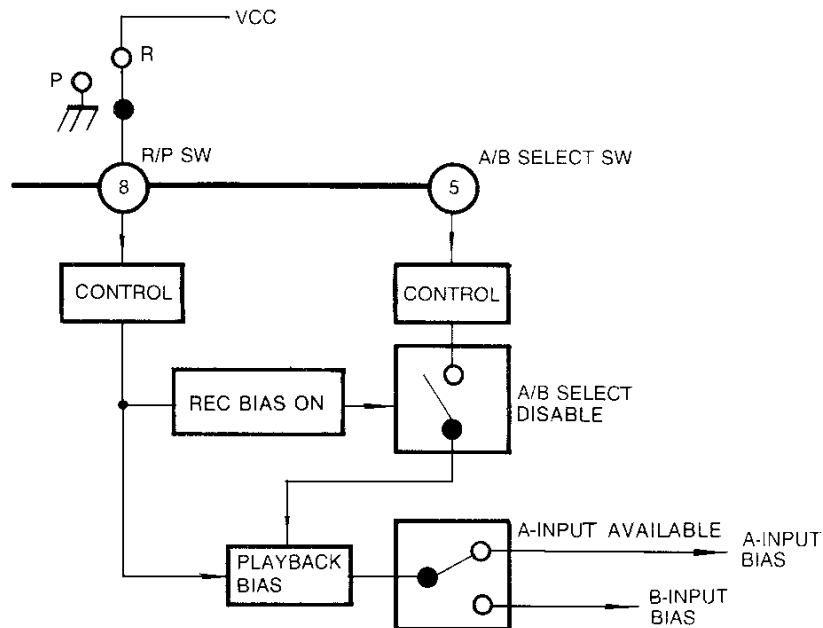 VCC
R
P
R/P SW
A/B SELECT SW
8
5
CONTROL
CONTROL
REC BIAS ON
A/B SELECT
DISABLE
A-INPUT AVAILABLE
A-INPUT
BIAS
PLAYBACK
BIAS
B-INPUT
BIAS